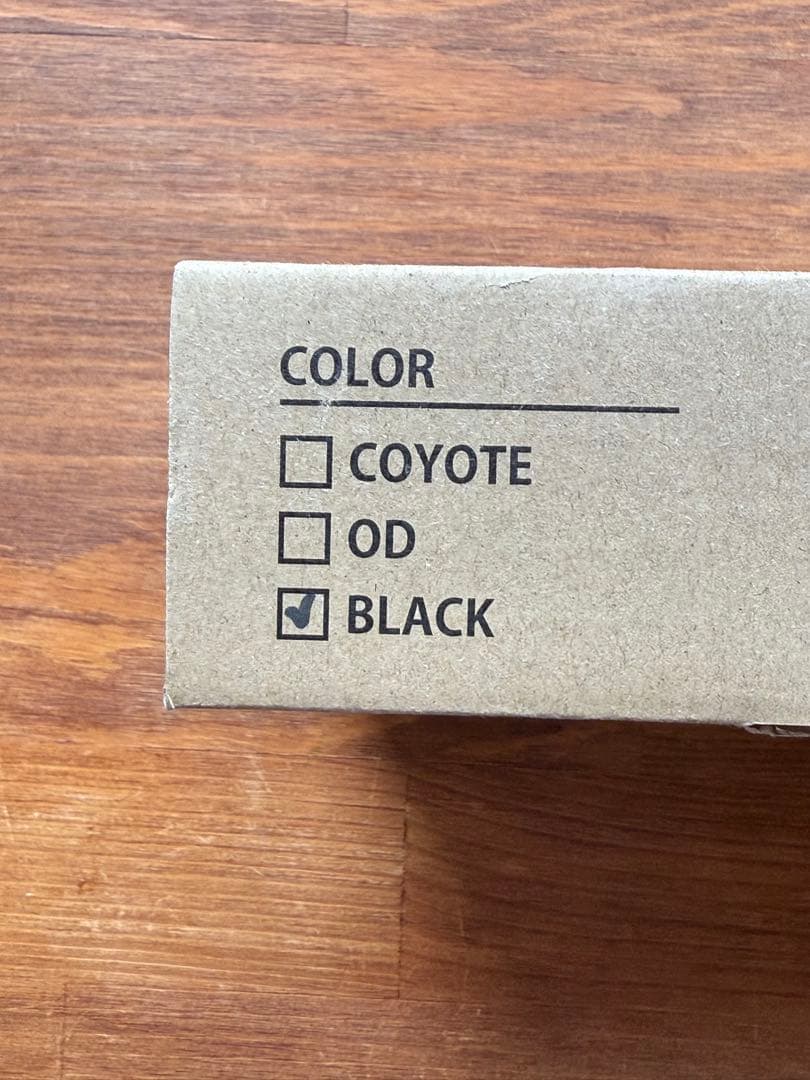 COLOR
☐ COYOTE
☐ OD
☑ BLACK